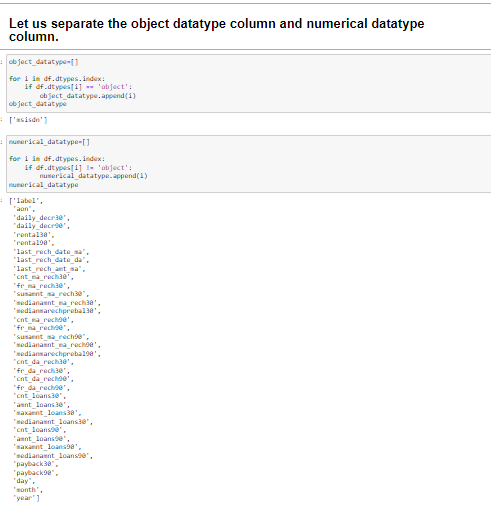 Let us separate the object datatype column and numerical datatype
column.
object_datatype=[]
for i in df.dtypes.index:
if df.dtypes[i] == 'object':
object_datatype.append(i)
object_datatype
['msisdn']
numerical_datatype=[]
for i in df.dtypes.index:
if df.dtypes[i] != 'object':
numerical_datatype.append(i)
numerical_datatype
['label',
'aon',
'daily_decr30',
'daily_decr90',
'rental30',
'rental90',
'last_rech_date_ma',
'last_rech_date_da',
'last_rech_amt_ma',
'cnt_ma_rech30',
'fr_ma_rech30',
'sumamnt_ma_rech30',
'medianamnt_ma_rech30',
'medianmarechprebal30',
'cnt_ma_rech90',
'fr_ma_rech90',
'sumamnt_ma_rech90',
'medianamnt_ma_rech90',
'medianmarechprebal90',
'cnt_da_rech30',
'fr_da_rech30',
'cnt_da_rech90',
'fr_da_rech90',
'cnt_loans30',
'amnt_loans30',
'maxamnt_loans30',
'medianamnt_loans30',
'cnt_loans90',
'amnt_loans90',
'maxamnt_loans90',
'medianamnt_loans90',
'payback30',
'payback90',
'day',
'month',
'year']